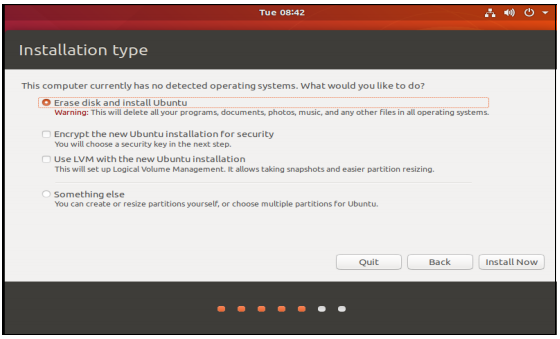 Tue 08:42
Installation type
This computer currently has no detected operating systems. What would you like to do?
Erase disk and install Ubuntu
Warning: This will delete all your programs, documents, photos, music, and any other files in all operating systems.
Encrypt the new Ubuntu installation for security
You will choose a security key in the next step.
Use LVM with the new Ubuntu installation
This will set up Logical Volume Management. It allows taking snapshots and easier partition resizing.
Something else
You can create or resize partitions yourself, or choose multiple partitions for Ubuntu.
Quit Back Install Now